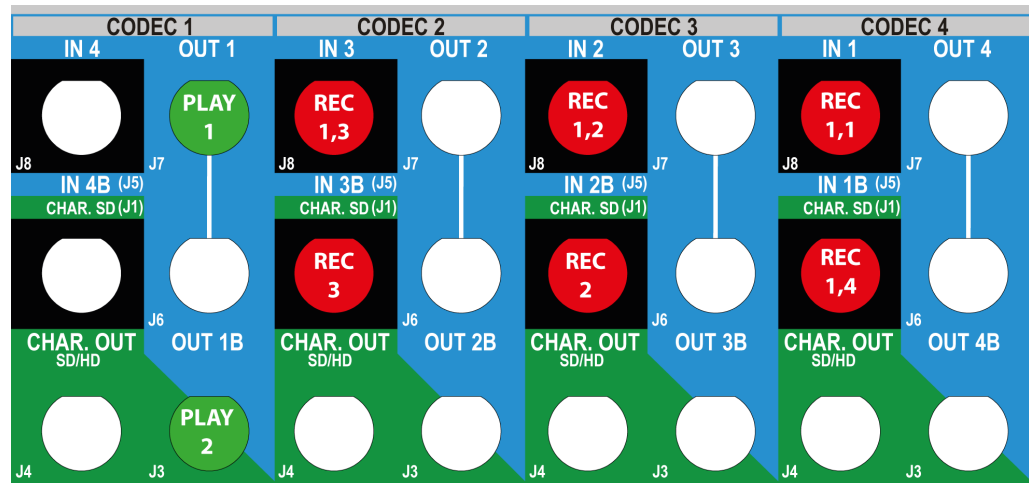 CODEC 1 CODEC 2 CODEC 3 CODEC 4
IN 4 OUT 1 IN 3 OUT 2 IN 2 OUT 3 IN 1 OUT 4
PLAY REC REC REC
1 1,3 1,2 1,1
J8 J7 J8 J7 J8 J7 J8 J7
IN 4B (J5) IN 3B (J5) IN 2B (J5) IN 1B (J5)
CHAR. SD (J1) CHAR. SD (J1) CHAR. SD (J1) CHAR. SD (J1)
REC REC REC
3 2 1,4
J6 J6 J6 J6
CHAR. OUT OUT 1B CHAR. OUT OUT 2B CHAR. OUT OUT 3B CHAR. OUT OUT 4B
SD/HD SD/HD SD/HD SD/HD
PLAY
2
J4 J3 J4 J3 J4 J3 J4 J3